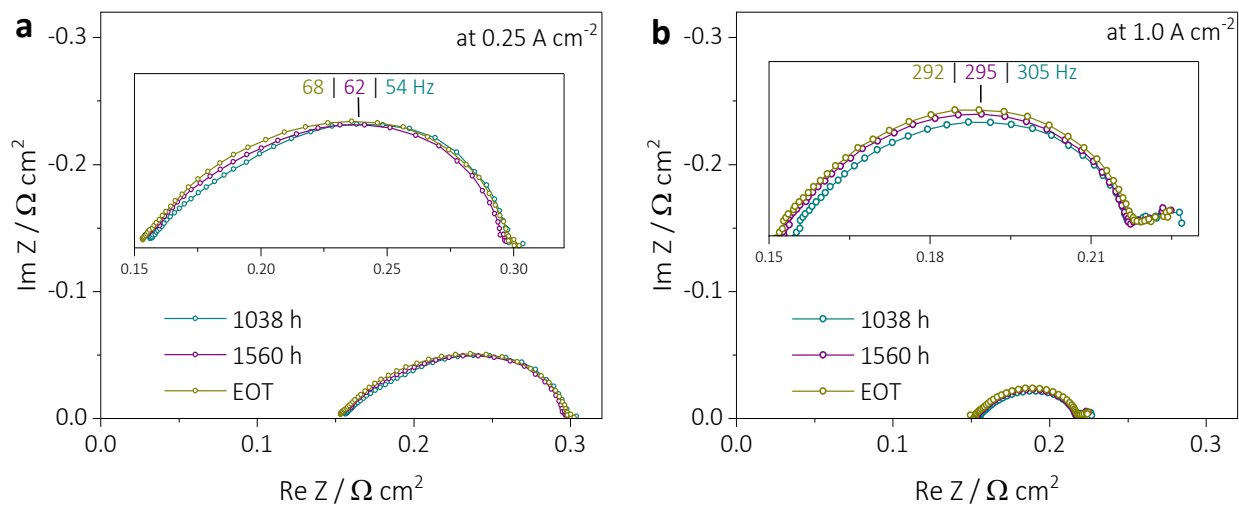 a
at 0.25 A cm-2
-0.3
-0.2
-0.1
0.0
Im Z / Ω cm2
68 | 62 | 54 Hz
0.15 0.20 0.25 0.30
1038 h
1560 h
EOT
0.0 0.1 0.2 0.3
Re Z / Ω cm2
b
at 1.0 A cm-2
-0.3
-0.2
-0.1
0.0
Im Z / Ω cm2
292 | 295 | 305 Hz
0.15 0.18 0.21
1038 h
1560 h
EOT
0.0 0.1 0.2 0.3
Re Z / Ω cm2